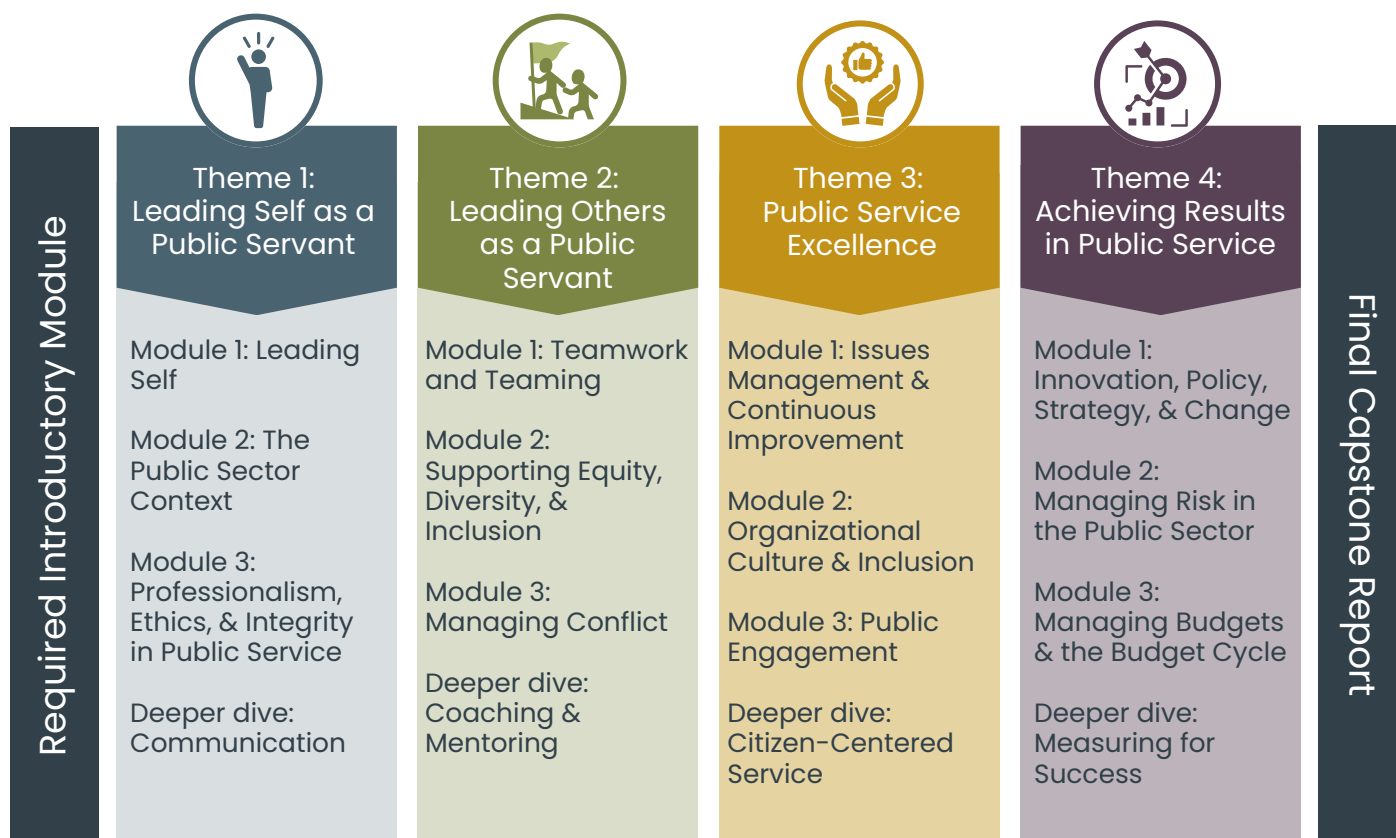 Required Introductory Module
Theme 1:
Leading Self as a
Public Servant
Module 1: Leading
Self
Module 2: The
Public Sector
Context
Module 3:
Professionalism,
Ethics, & Integrity
in Public Service
Deeper dive:
Communication
Theme 2:
Leading Others
as a Public
Servant
Module 1: Teamwork
and Teaming
Module 2:
Supporting Equity,
Diversity, &
Inclusion
Module 3:
Managing Conflict
Deeper dive:
Coaching &
Mentoring
Theme 3:
Public Service
Excellence
Module 1: Issues
Management &
Continuous
Improvement
Module 2:
Organizational
Culture & Inclusion
Module 3: Public
Engagement
Deeper dive:
Citizen-Centered
Service
Theme 4:
Achieving Results
in Public Service
Module 1:
Innovation, Policy,
Strategy, & Change
Module 2:
Managing Risk in
the Public Sector
Module 3:
Managing Budgets
& the Budget Cycle
Deeper dive:
Measuring for
Success
Final Capstone Report